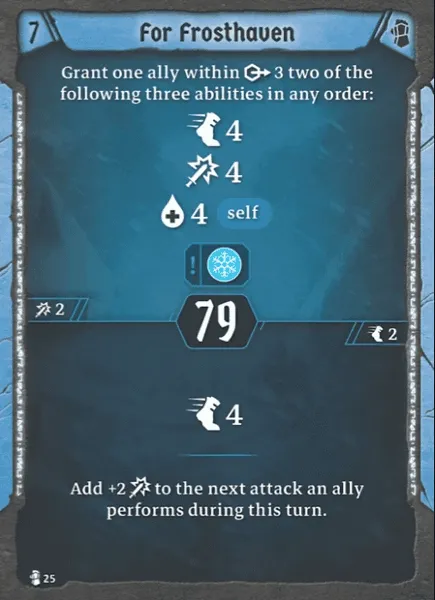 7
For Frosthaven
Grant one ally within 3 two of the
following three abilities in any order:
4
4
4 self
!
2
79
2
4
Add +2 to the next attack an ally
performs during this turn.
25